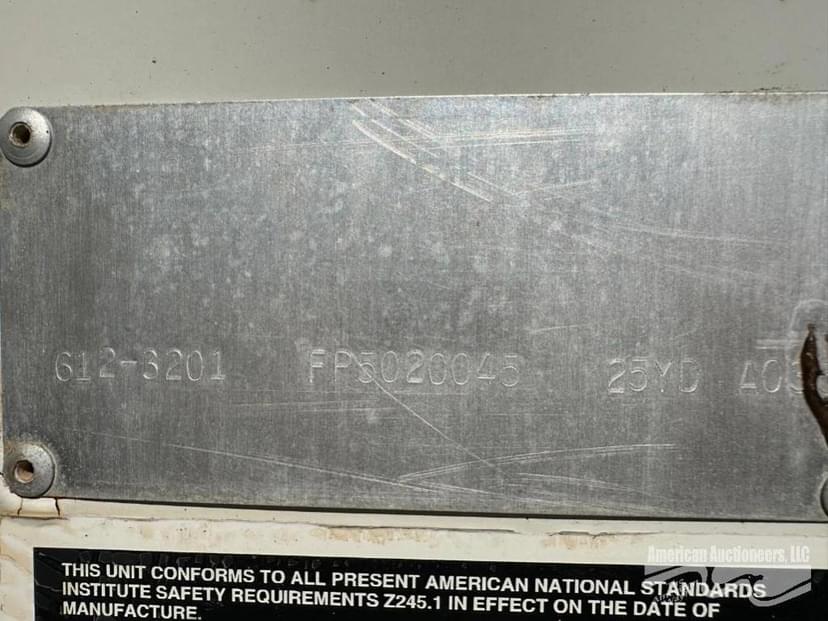 612-3201 FP5020045 25YD
American Auctioneers, LLC
THIS UNIT CONFORMS TO ALL PRESENT AMERICAN NATIONAL STANDARDS
INSTITUTE SAFETY REQUIREMENTS Z245.1 IN EFFECT ON THE DATE OF
MANUFACTURE.